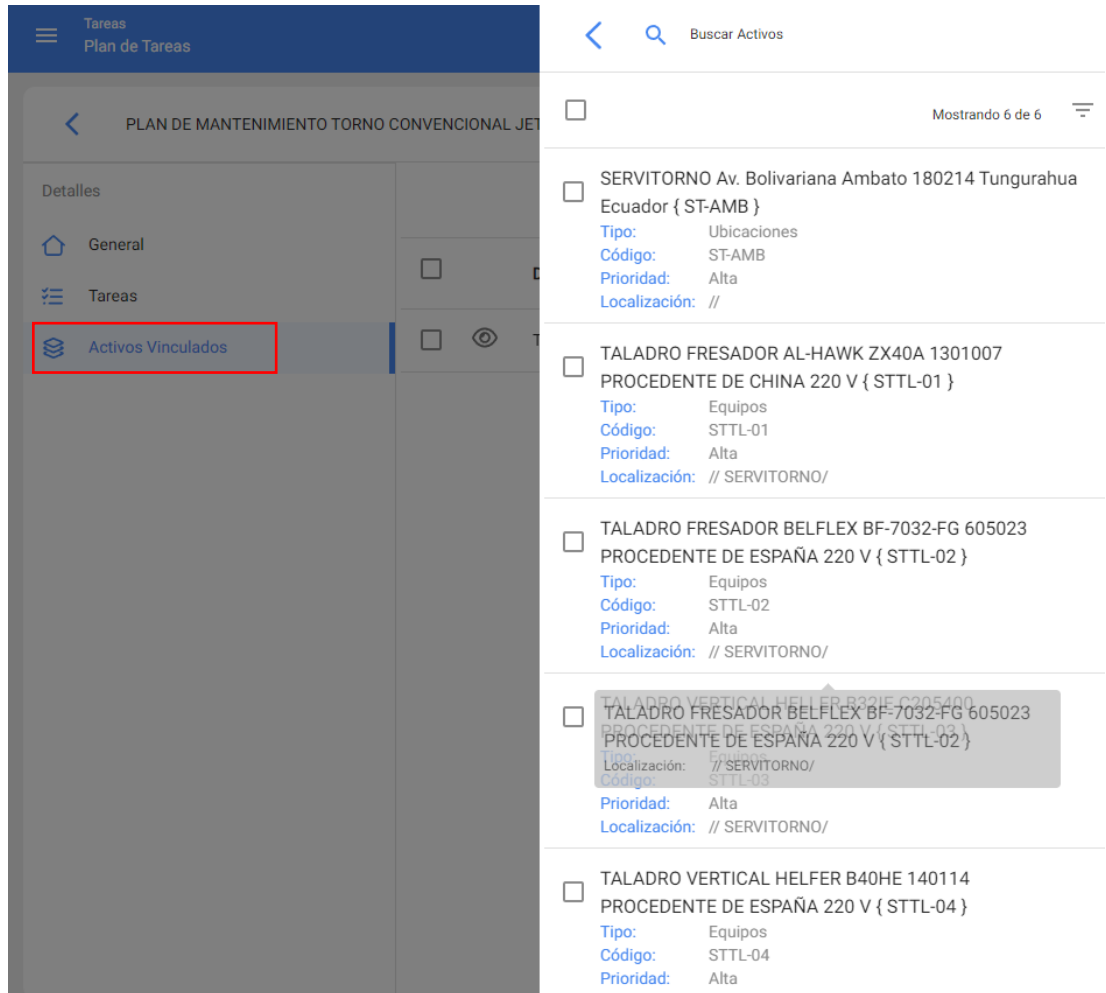 Tareas
Plan de Tareas
PLAN DE MANTENIMIENTO TORNO CONVENCIONAL JET
Detalles
General
Tareas
Activos Vinculados
Buscar Activos
Mostrando 6 de 6
SERVITORNO Av. Bolivariana Ambato 180214 Tungurahua
Ecuador { ST-AMB }
Tipo: Ubicaciones
Código: ST-AMB
Prioridad: Alta
Localización: //
TALADRO FRESADOR AL-HAWK ZX40A 1301007
PROCEDENTE DE CHINA 220 V { STTL-01 }
Tipo: Equipos
Código: STTL-01
Prioridad: Alta
Localización: // SERVITORNO/
TALADRO FRESADOR BELFLEX BF-7032-FG 605023
PROCEDENTE DE ESPAÑA 220 V { STTL-02 }
Tipo: Equipos
Código: STTL-02
Prioridad: Alta
Localización: // SERVITORNO/
TALADRO FRESADOR BELFLEX BF-7032-FG 605023
PROCEDENTE DE ESPAÑA 220 V { STTL-02 }
Localización: // SERVITORNO/
Código: STTL-03
Prioridad: Alta
Localización: // SERVITORNO/
TALADRO VERTICAL HELFER B40HE 140114
PROCEDENTE DE ESPAÑA 220 V { STTL-04 }
Tipo: Equipos
Código: STTL-04
Prioridad: Alta